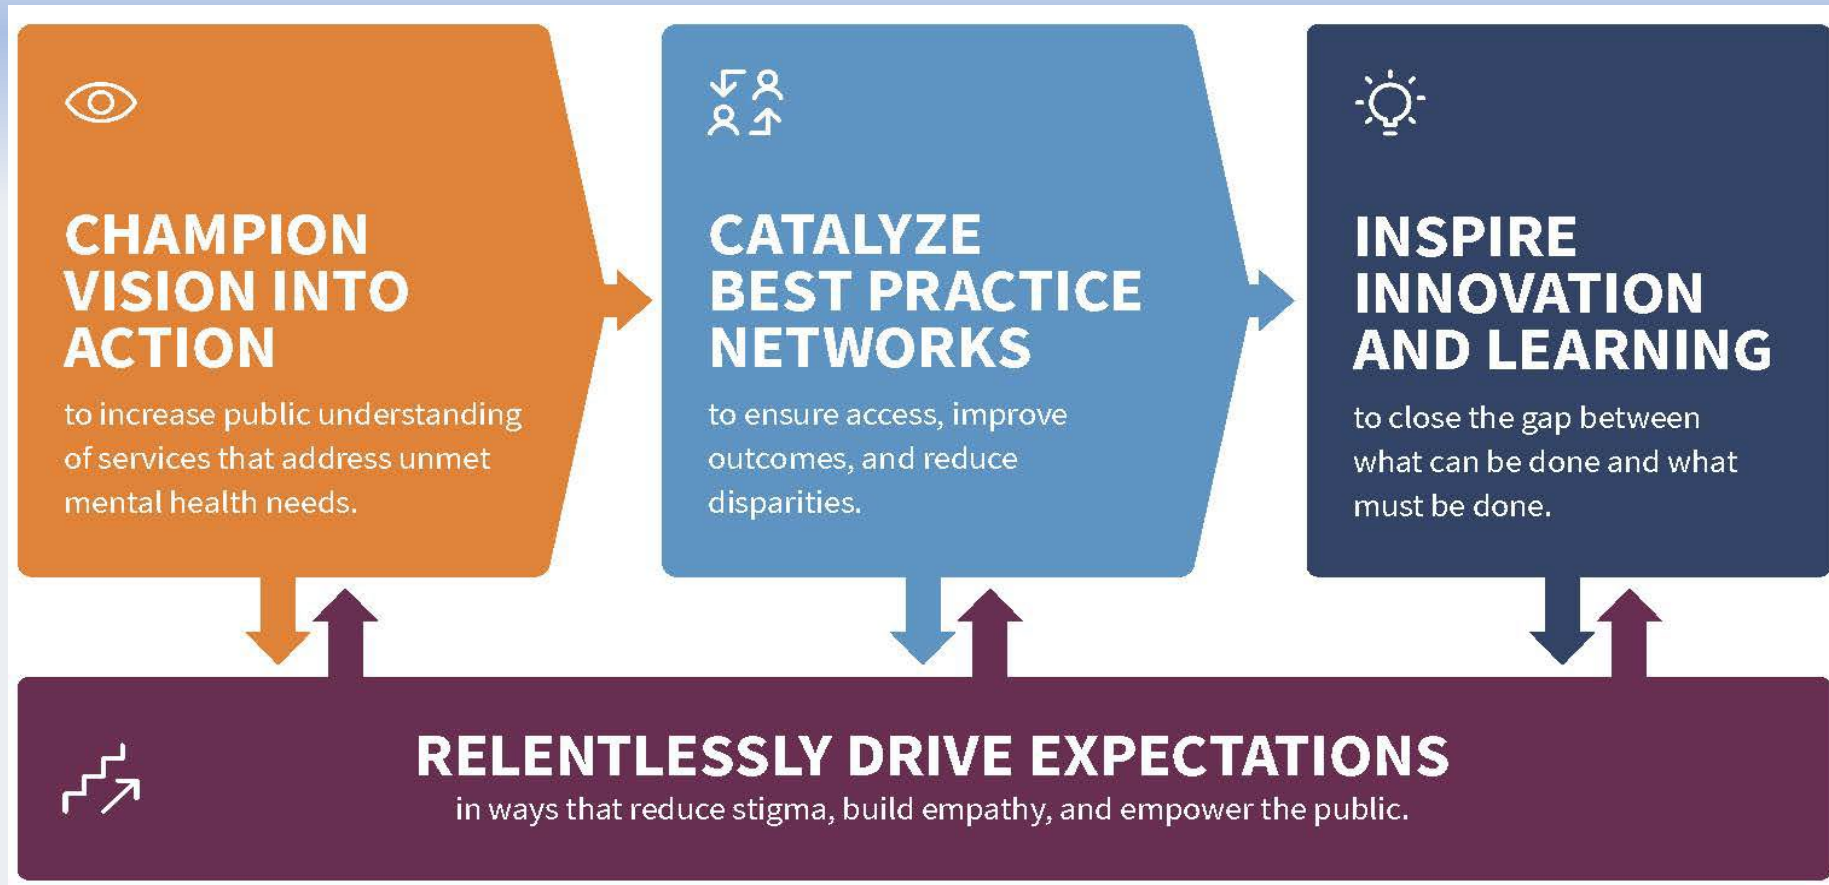 CHAMPION
VISION INTO
ACTION
to increase public understanding
of services that address unmet
mental health needs.
CATALYZE
BEST PRACTICE
NETWORKS
to ensure access, improve
outcomes, and reduce
disparities.
INSPIRE
INNOVATION
AND LEARNING
to close the gap between
what can be done and what
must be done.
RELENTLESSLY DRIVE EXPECTATIONS
in ways that reduce stigma, build empathy, and empower the public.